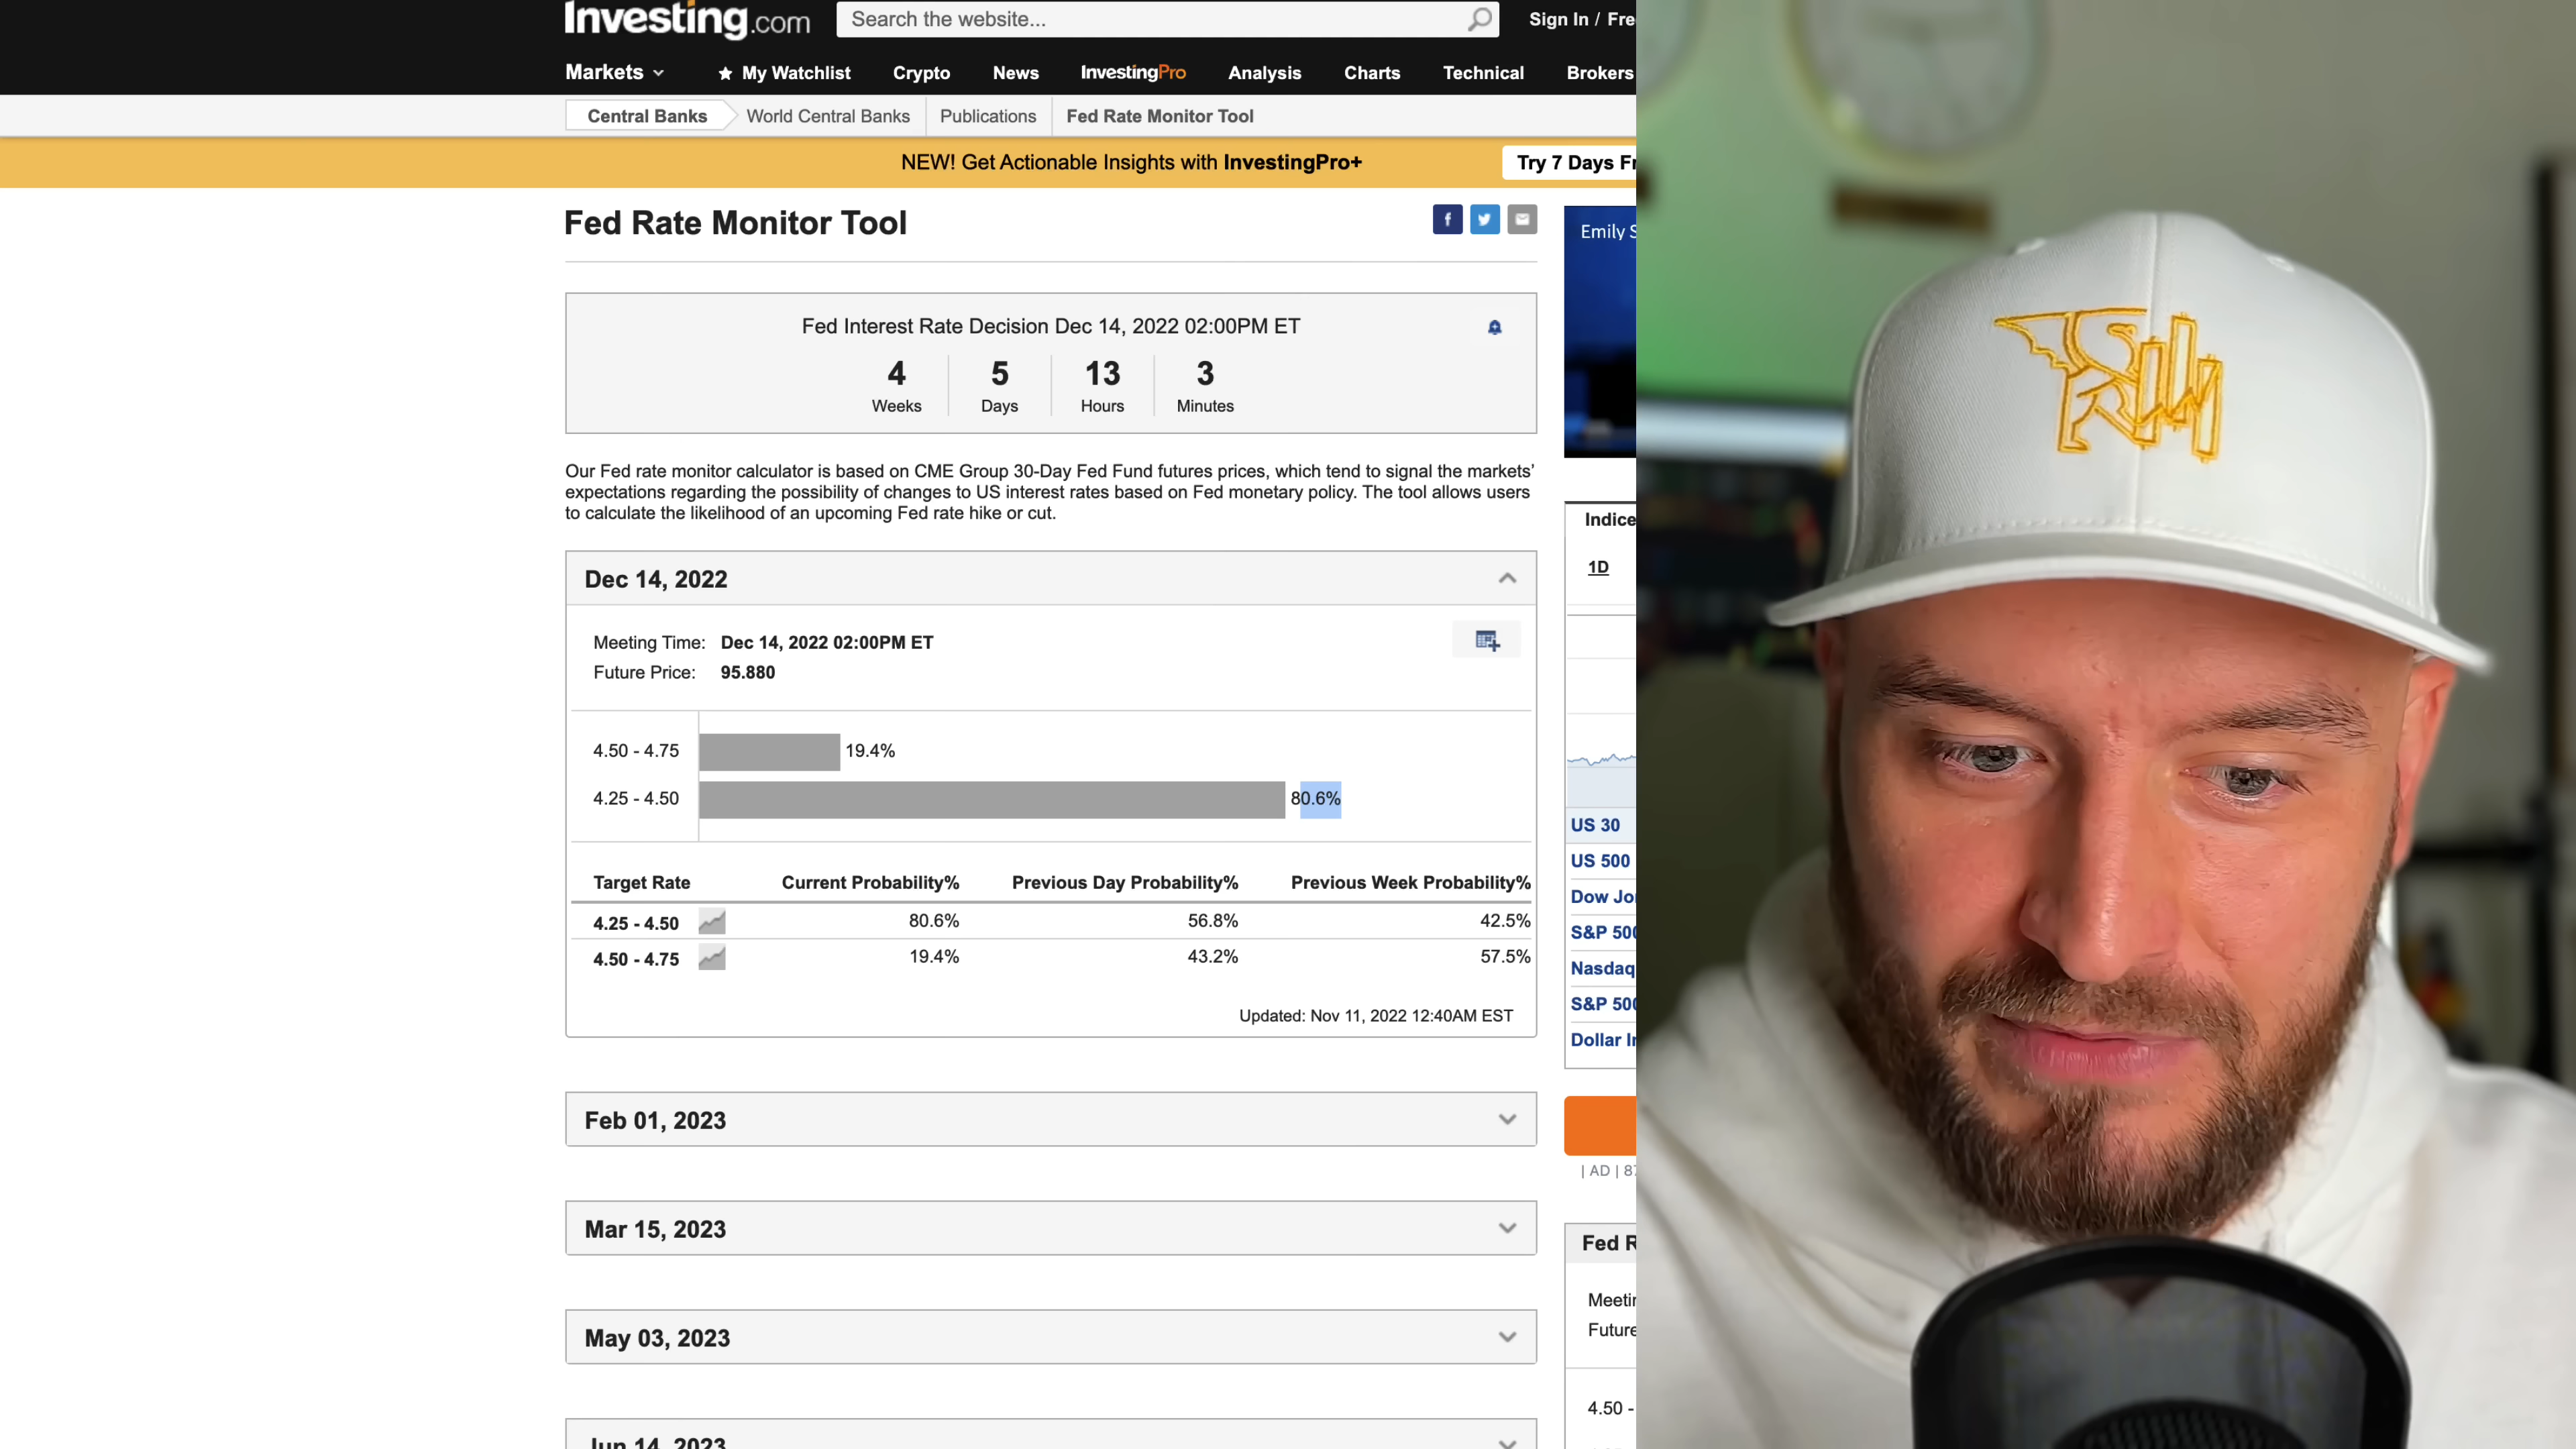 Investing.com
Search the website...
Sign In / Fre
Markets
My Watchlist
Crypto
News
InvestingPro
Analysis
Charts
Technical
Brokers
Central Banks
World Central Banks
Publications
Fed Rate Monitor Tool
NEW! Get Actionable Insights with InvestingPro+
Try 7 Days Fr
Fed Rate Monitor Tool
Emily S
Fed Interest Rate Decision Dec 14, 2022 02:00PM ET
4 5 13 3
Weeks Days Hours Minutes
Our Fed rate monitor calculator is based on CME Group 30-Day Fed Fund futures prices, which tend to signal the markets'
expectations regarding the possibility of changes to US interest rates based on Fed monetary policy. The tool allows users
to calculate the likelihood of an upcoming Fed rate hike or cut.
Indice
1D
Dec 14, 2022
Meeting Time: Dec 14, 2022 02:00PM ET
Future Price: 95.880
4.50 - 4.75 19.4%
4.25 - 4.50 80.6%
Target Rate Current Probability% Previous Day Probability% Previous Week Probability%
4.25 - 4.50 80.6% 56.8% 42.5%
4.50 - 4.75 19.4% 43.2% 57.5%
Updated: Nov 11, 2022 12:40AM EST
US 30
US 500
Dow Jo
S&P 500
Nasdaq
S&P 500
Dollar I
| AD | 8
Feb 01, 2023
Mar 15, 2023
May 03, 2023
Jun 14, 2023
Fed R
Meetin
Future
4.50 -